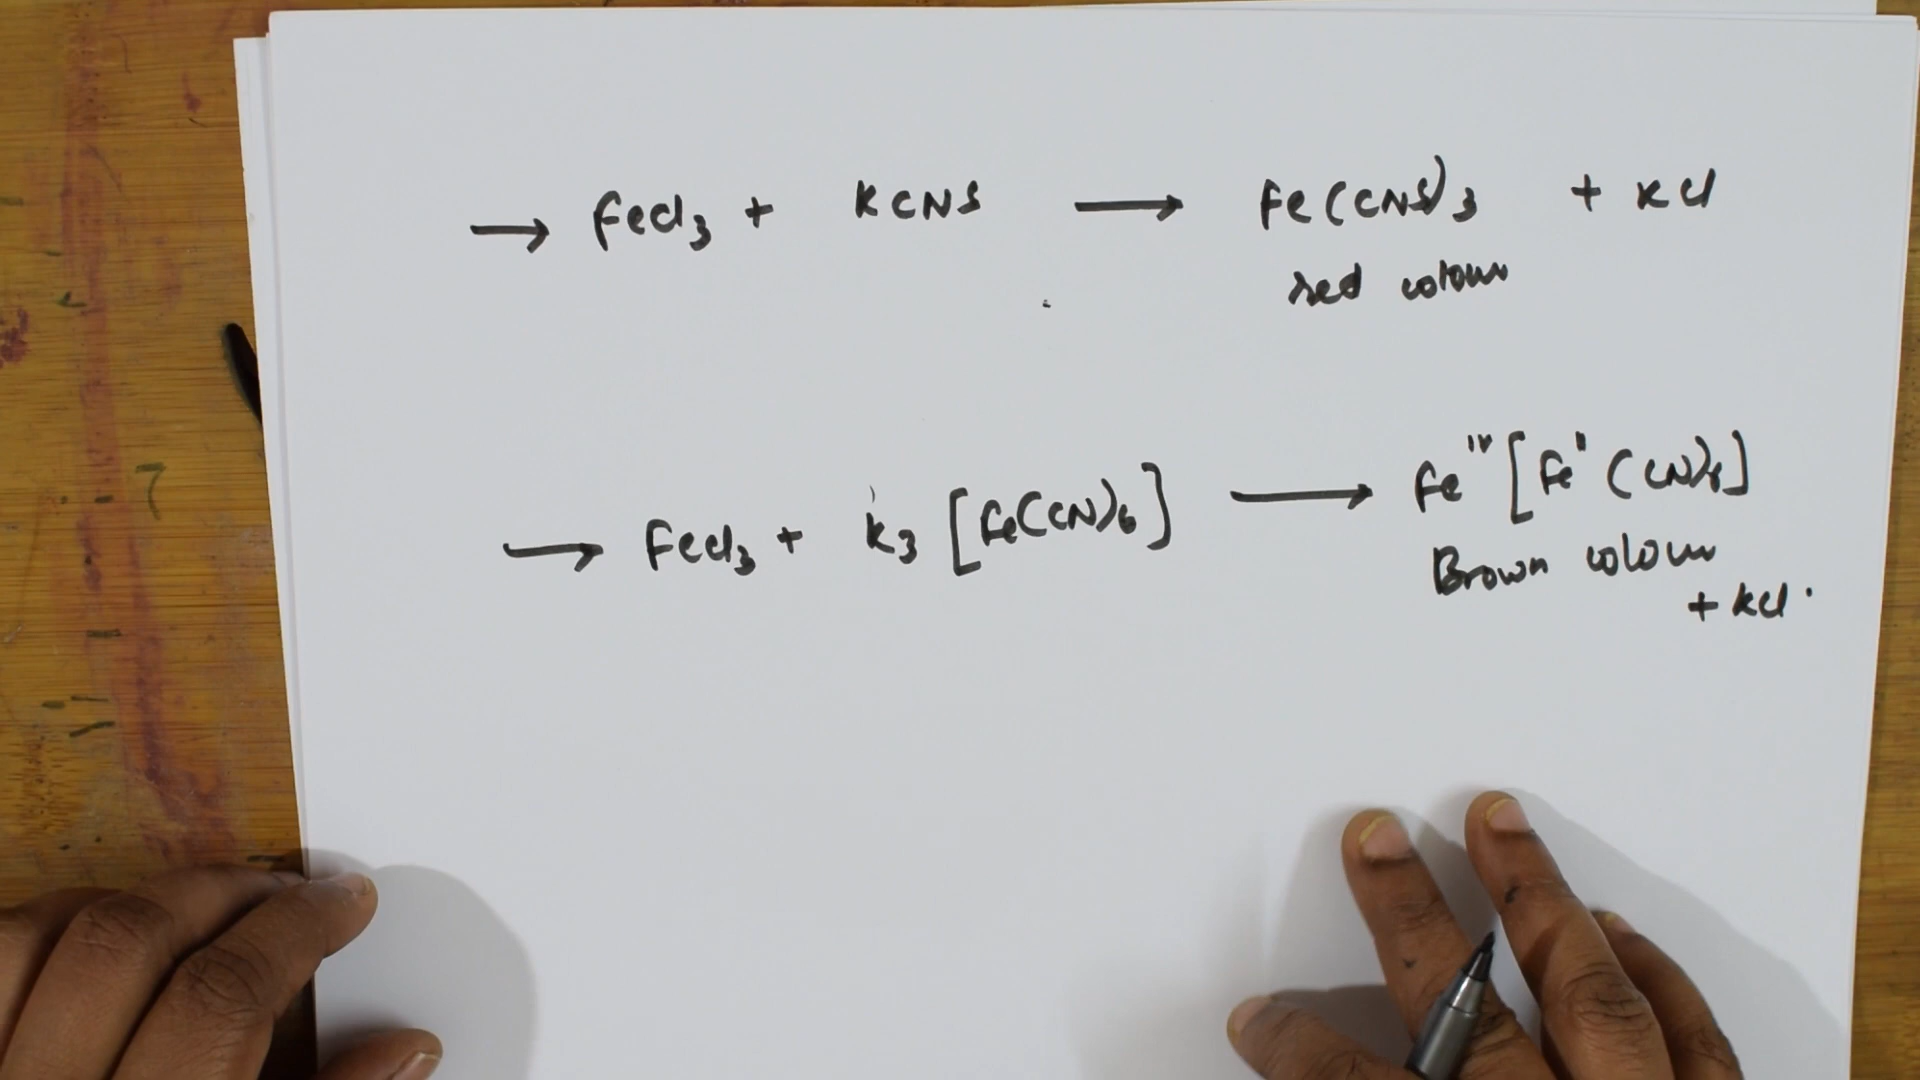 → FeCl₃ + KCNS → Fe(CNS)₃ + KCl
red colour
→ FeCl₃ + K₃[Fe(CN)₆] → Fe [Fe (CN)₆]
Brown colour
+ KCl.